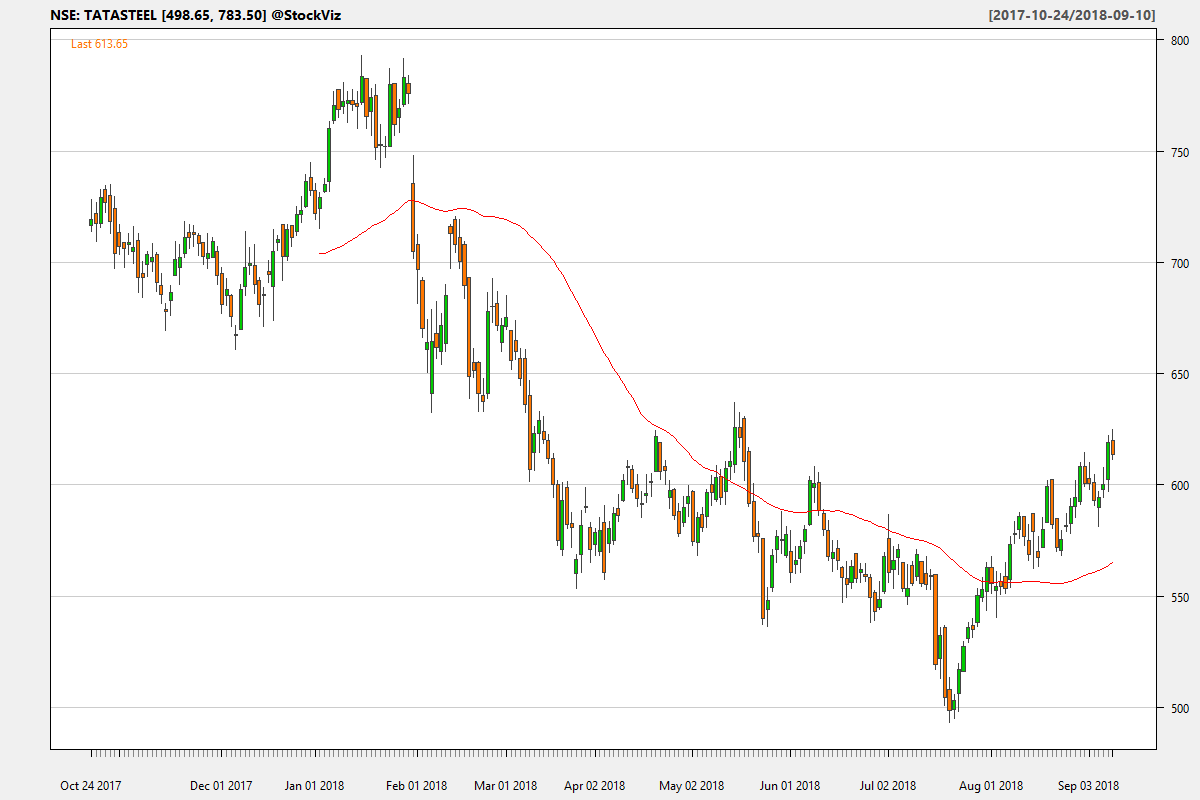 NSE: TATASTEEL [498.65, 783.50] @StockViz [2017-10-24/2018-09-10]
Last 613.65
800
750
700
650
600
550
500
Oct 24 2017 Dec 01 2017 Jan 01 2018 Feb 01 2018 Mar 01 2018 Apr 02 2018 May 02 2018 Jun 01 2018 Jul 02 2018 Aug 01 2018 Sep 03 2018